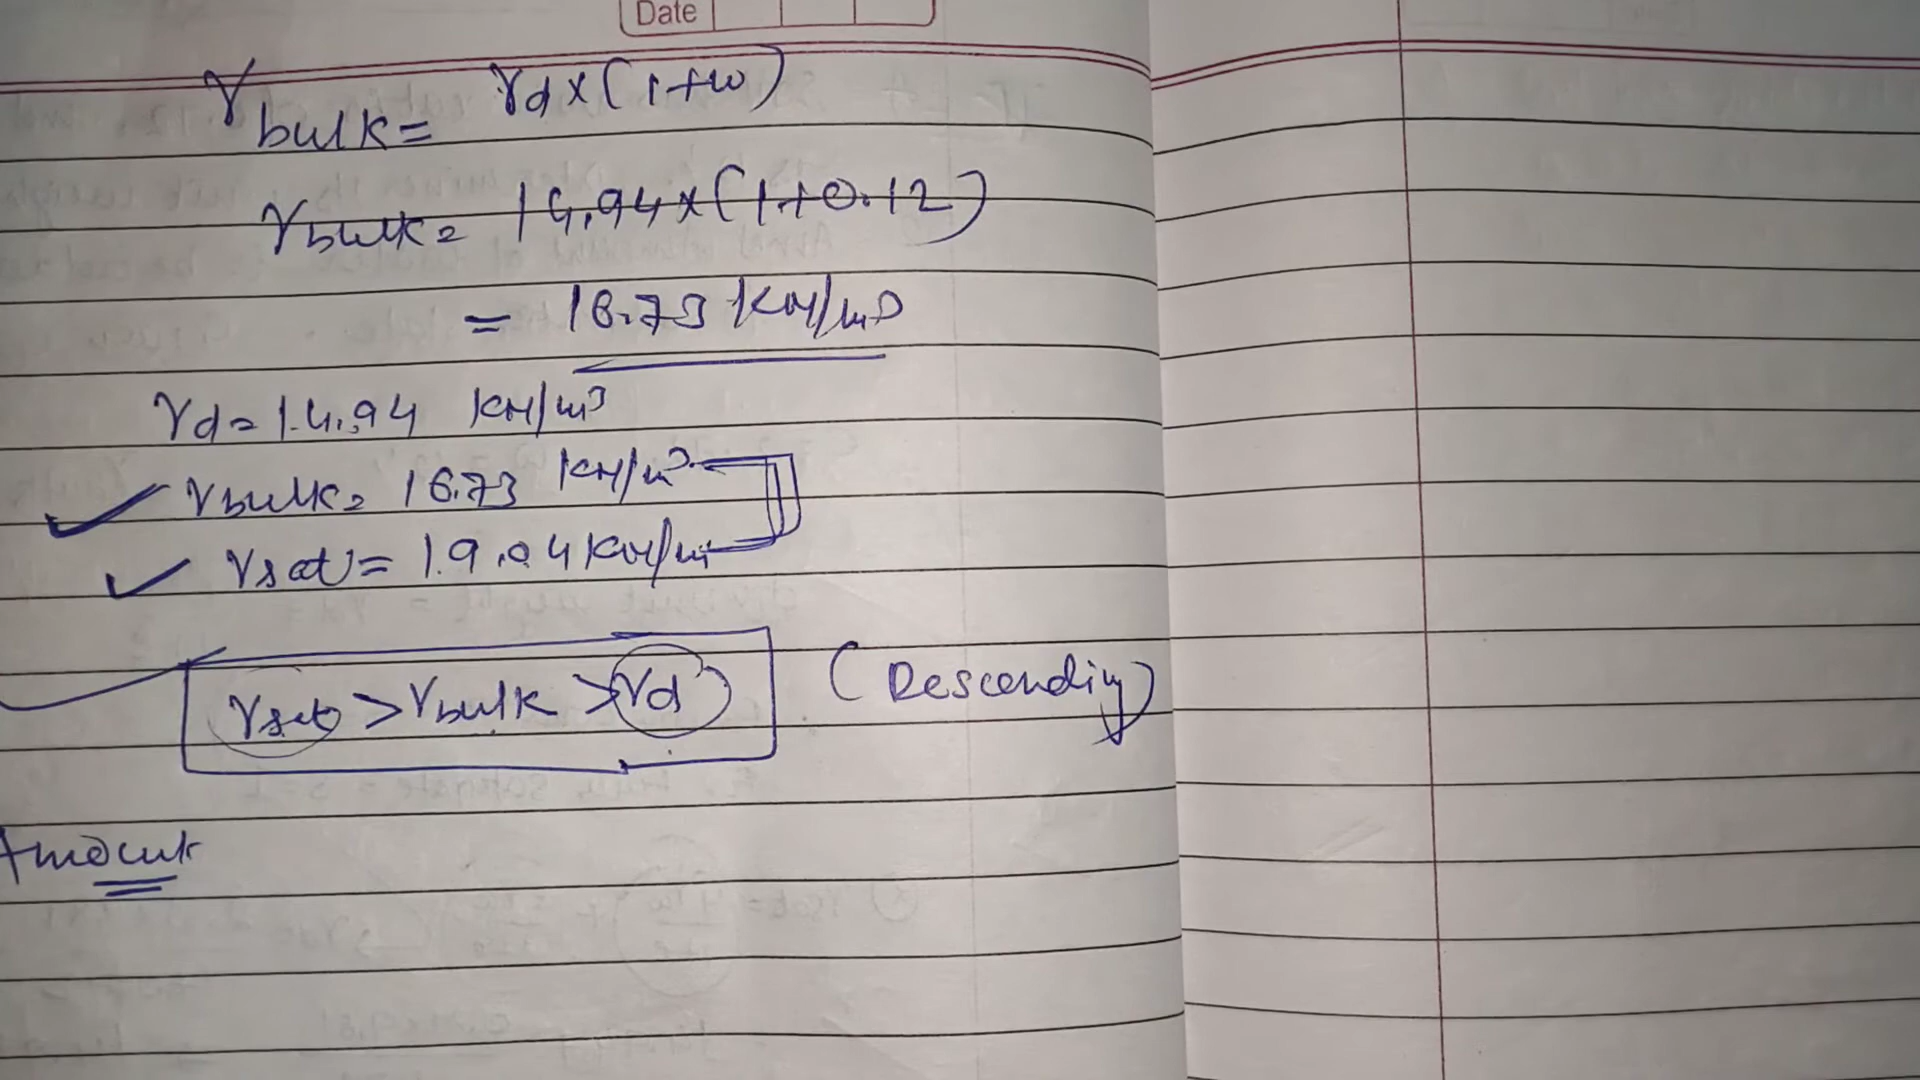 Date
γbulk = γd × (1+w)
γbulk = 14.94 × (1+0.12)
= 16.73 KN/m³
γd = 14.94 KN/m³
γbulk = 16.73 KN/m³
γsat = 19.04 KN/m³
γsat > γbulk > γd (Descending)
Amount